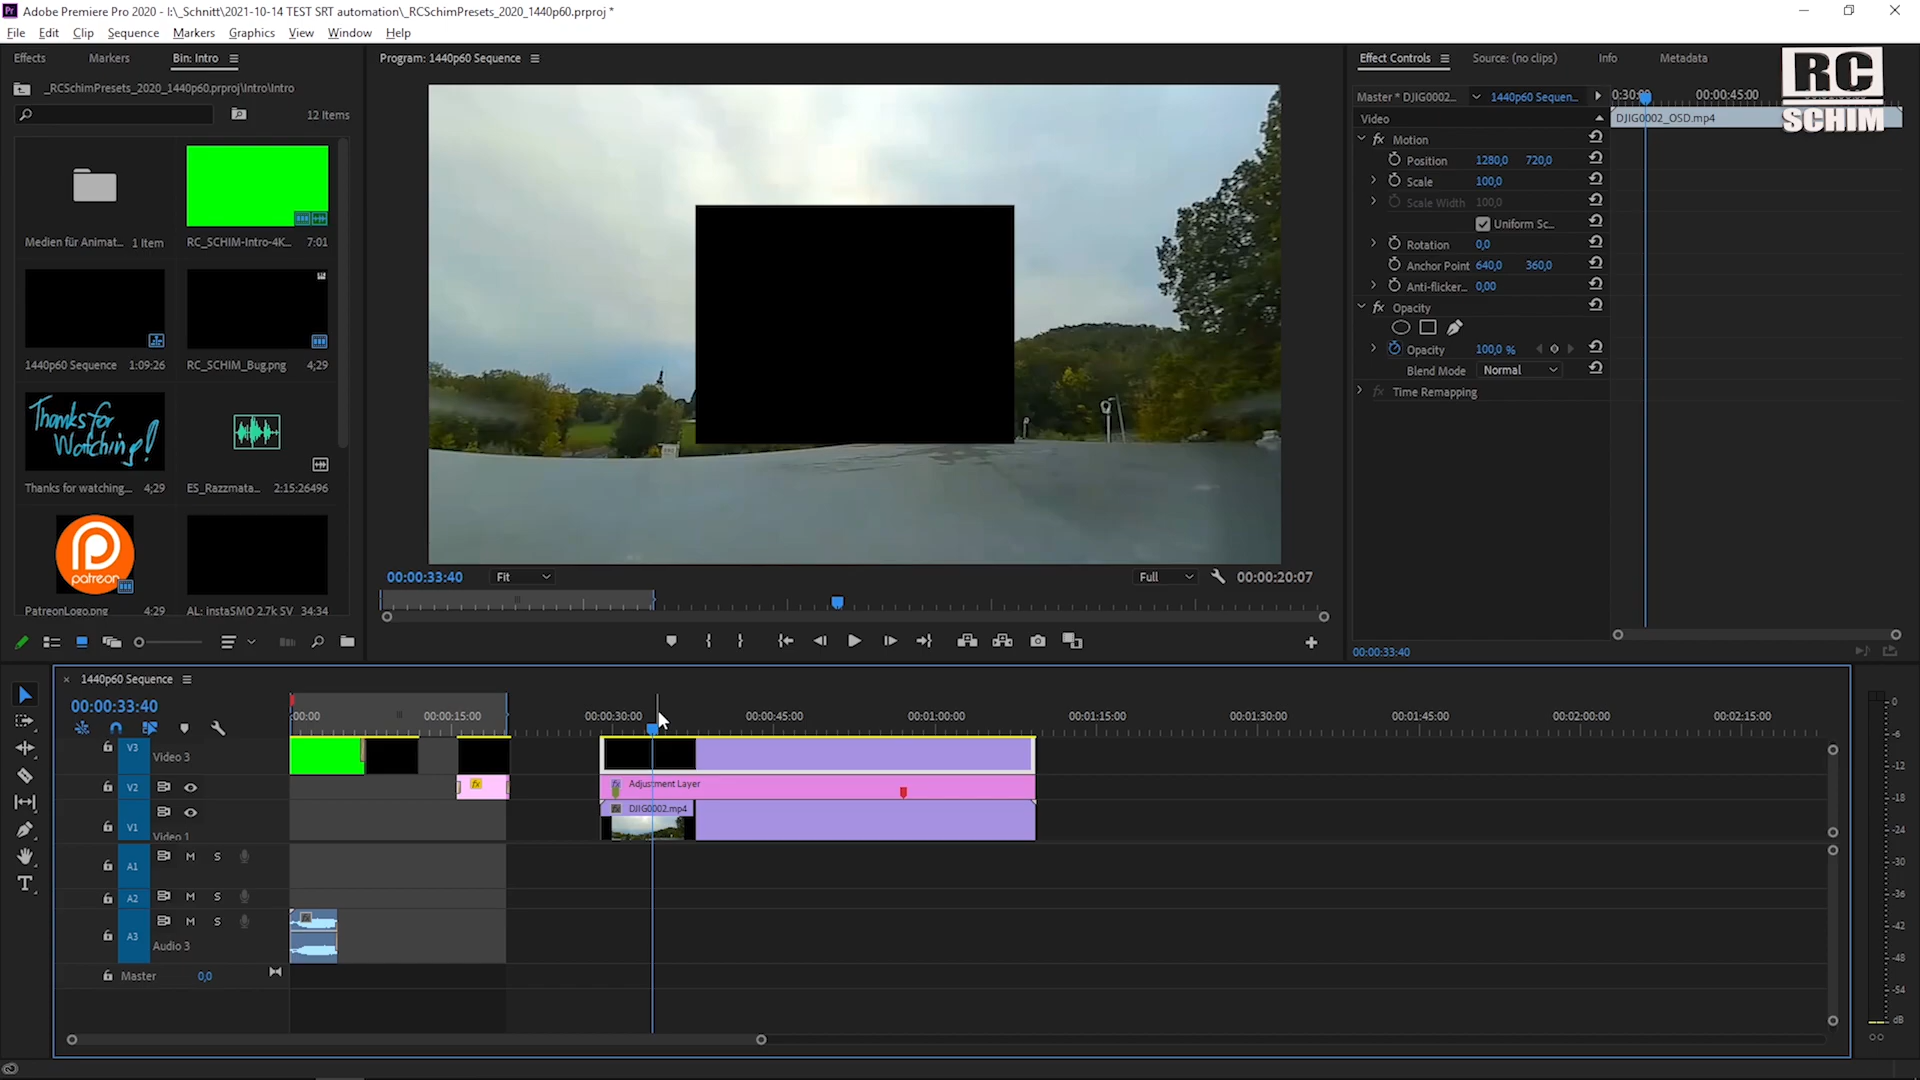 Adobe Premiere Pro 2020 - I:\_Schnitt\2021-10-14 TEST SRT automation\_RCSchimPresets_2020_1440p60.prproj *
File Edit Clip Sequence Markers Graphics View Window Help
Effects Markers Bin: Intro
_RCSchimPresets_2020_1440p60.prproj\Intro\Intro
12 Items
Medien für Animat... 1 Item
RC_SCHIM-Intro-4K... 7:01
1440p60 Sequence 1:09:26
RC_SCHIM_Bug.png 4;29
Thanks for Watching!
Thanks for watching... 4;29
ES_Razzmata... 2:15:26496
patreon
PatreonLogo.png 4:29
AL: instaSMO 2.7k SV 34:34
Program: 1440p60 Sequence
00:00:33:40 Fit Full 00:00:20:07
Effect Controls Source: (no clips) Info Metadata
RC
SCHIM
Master * DJIG0002... 1440p60 Sequen... 0:30:00 00:00:45:00
Video DJIG0002_OSD.mp4
fx Motion
Position 1280,0 720,0
Scale 100,0
Scale Width 100,0
Uniform Sc...
Rotation 0,0
Anchor Point 640,0 360,0
Anti-flicker... 0,00
fx Opacity
Opacity 100,0 %
Blend Mode Normal
fx Time Remapping
00:00:33:40
1440p60 Sequence
00:00:33:40
:00:00 00:00:15:00 00:00:30:00 00:00:45:00 00:01:00:00 00:01:15:00 00:01:30:00 00:01:45:00 00:02:00:00 00:02:15:00
V3 Video 3
V2 fx Adjustment Layer
DJIG0002.mp4
V1 Video 1
A1 M S
A2 M S
A3 M S
Audio 3
Master 0,0
0
-6
-12
-18
-24
-30
-36
-42
-48
-54
dB